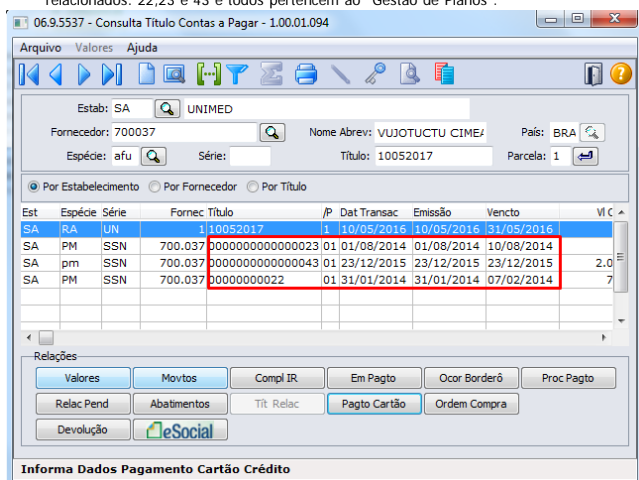 relacionados: 22,23 e 43 e todos pertencem ao "Gestão de Planos".
06.9.5537 - Consulta Título Contas a Pagar - 1.00.01.094
Arquivo Valores Ajuda
Estab: SA UNIMED
Fornecedor: 700037 Nome Abrev: VUJOTUCTU CIME País: BRA
Espécie: afu Série: Título: 10052017 Parcela: 1
Por Estabelecimento Por Fornecedor Por Título
Est Espécie Série Fornec Título /P Dat Transac Emissão Vencto Vl C
SA RA UN 1 10052017 1 10/05/2016 10/05/2016 31/05/2016
SA PM SSN 700.037 0000000000000023 01 01/08/2014 01/08/2014 10/08/2014
SA pm SSN 700.037 0000000000000043 01 23/12/2015 23/12/2015 23/12/2015 2.0
SA PM SSN 700.037 00000000022 01 31/01/2014 31/01/2014 07/02/2014 7
Relações
Valores Movtos Compl IR Em Pagto Ocor Borderô Proc Pagto
Relac Pend Abatimentos Tít Relac Pagto Cartão Ordem Compra
Devolução eSocial
Informa Dados Pagamento Cartão Crédito